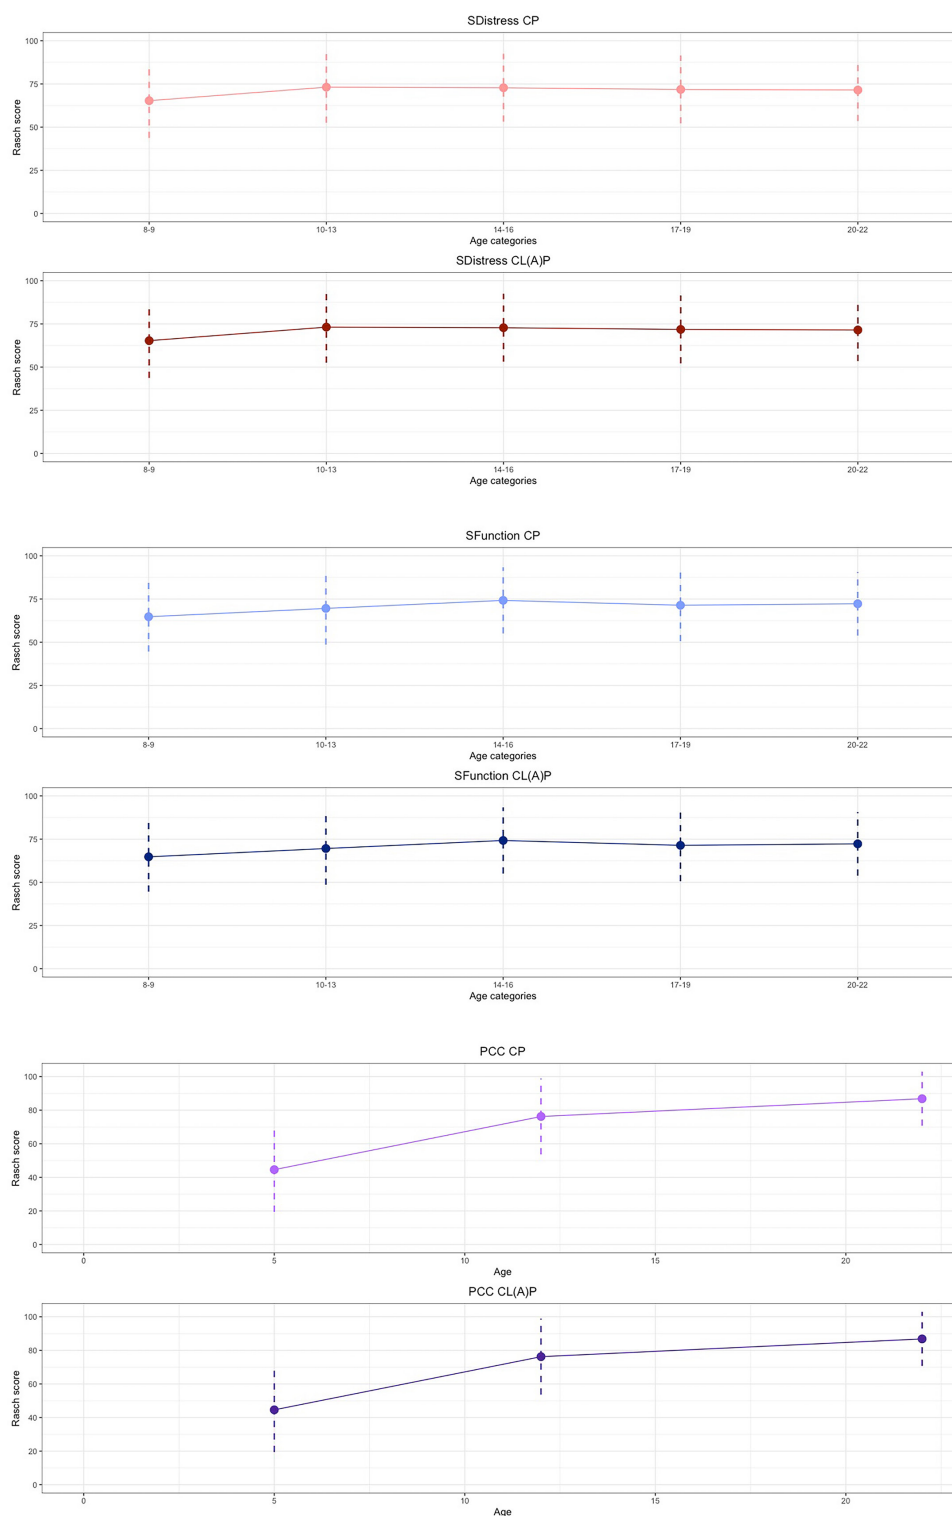 SDistress CP
100
75
50
25
0
Rasch score
8-9 10-13 14-16 17-19 20-22
Age categories
SDistress CL(A)P
100
75
50
25
0
Rasch score
8-9 10-13 14-16 17-19 20-22
Age categories
SFunction CP
100
75
50
25
0
Rasch score
8-9 10-13 14-16 17-19 20-22
Age categories
SFunction CL(A)P
100
75
50
25
0
Rasch score
8-9 10-13 14-16 17-19 20-22
Age categories
PCC CP
100
80
60
40
20
0
Rasch score
0 5 10 15 20
Age
PCC CL(A)P
100
80
60
40
20
0
Rasch score
0 5 10 15 20
Age